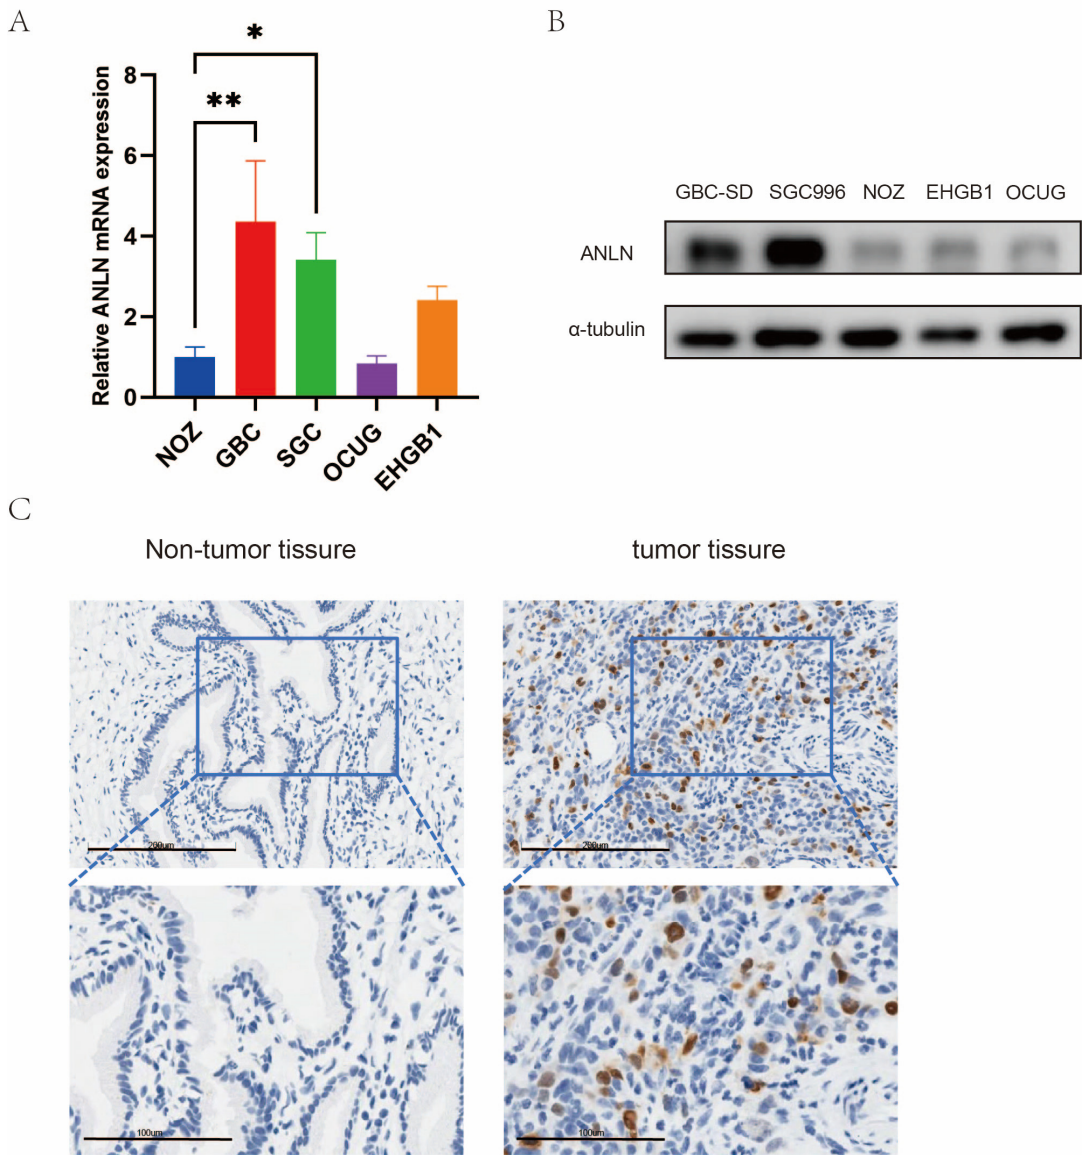 A
Relative ANLN mRNA expression
8
6
4
2
0
*
**
NOZ
GBC
SGC
OCUG
EHGB1
B
GBC-SD SGC996 NOZ EHGB1 OCUG
ANLN
α-tubulin
C
Non-tumor tissure
tumor tissure
200um
200um
100um
100um